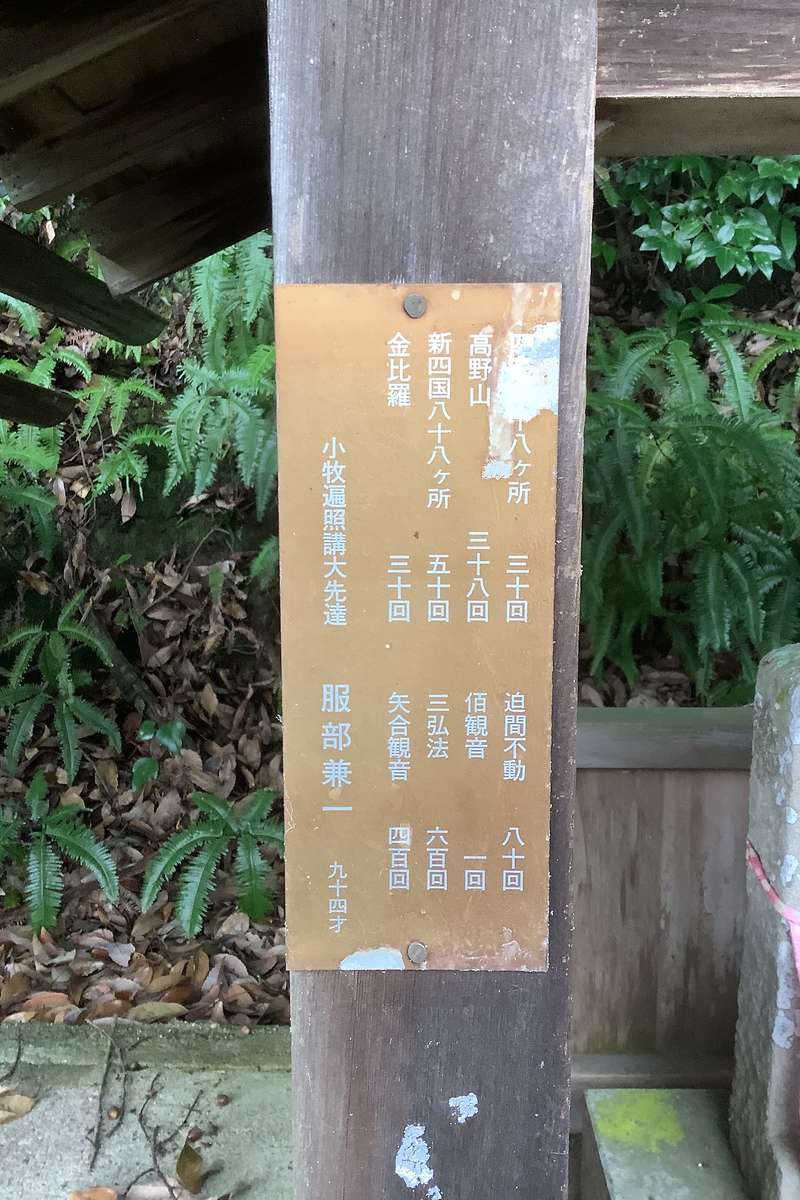 四 十八ヶ所 三十回 迫間不動 八十回
高野山 三十八回 佰観音 一回
新四国八十八ヶ所 五十回 三弘法 六百回
金比羅 三十回 矢合観音 四百回
小牧遍照講大先達 服部兼一 九十四才